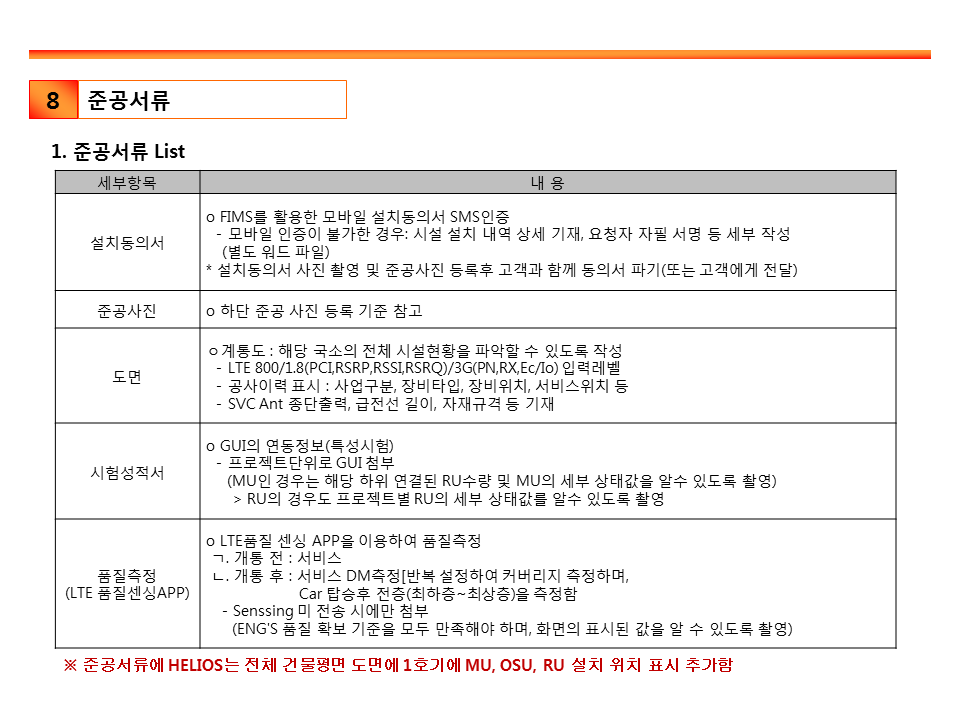 8
준공서류
1. 준공서류 List
세부항목
내 용
설치동의서
o FIMS를 활용한 모바일 설치동의서 SMS인증
- 모바일 인증이 불가한 경우: 시설 설치 내역 상세 기재, 요청자 자필 서명 등 세부 작성
(별도 워드 파일)
* 설치동의서 사진 촬영 및 준공사진 등록후 고객과 함께 동의서 파기(또는 고객에게 전달)
준공사진
o 하단 준공 사진 등록 기준 참고
도면
ㅇ계통도 : 해당 국소의 전체 시설현황을 파악할 수 있도록 작성
- LTE 800/1.8(PCI,RSRP,RSSI,RSRQ)/3G(PN,RX,Ec/Io) 입력레벨
- 공사이력 표시 : 사업구분, 장비타입, 장비위치, 서비스위치 등
- SVC Ant 종단출력, 급전선 길이, 자재규격 등 기재
시험성적서
o GUI의 연동정보(특성시험)
- 프로젝트단위로 GUI 첨부
(MU인 경우는 해당 하위 연결된 RU수량 및 MU의 세부 상태값을 알수 있도록 촬영)
> RU의 경우도 프로젝트별 RU의 세부 상태값를 알수 있도록 촬영
품질측정
(LTE 품질센싱APP)
o LTE품질 센싱 APP을 이용하여 품질측정
ㄱ. 개통 전 : 서비스
ㄴ. 개통 후 : 서비스 DM측정[반복 설정하여 커버리지 측정하며,
Car 탑승후 전층(최하층~최상층)을 측정함
- Senssing 미 전송 시에만 첨부
(ENG'S 품질 확보 기준을 모두 만족해야 하며, 화면의 표시된 값을 알 수 있도록 촬영)
※ 준공서류에 HELIOS는 전체 건물평면 도면에 1호기에 MU, OSU, RU 설치 위치 표시 추가함